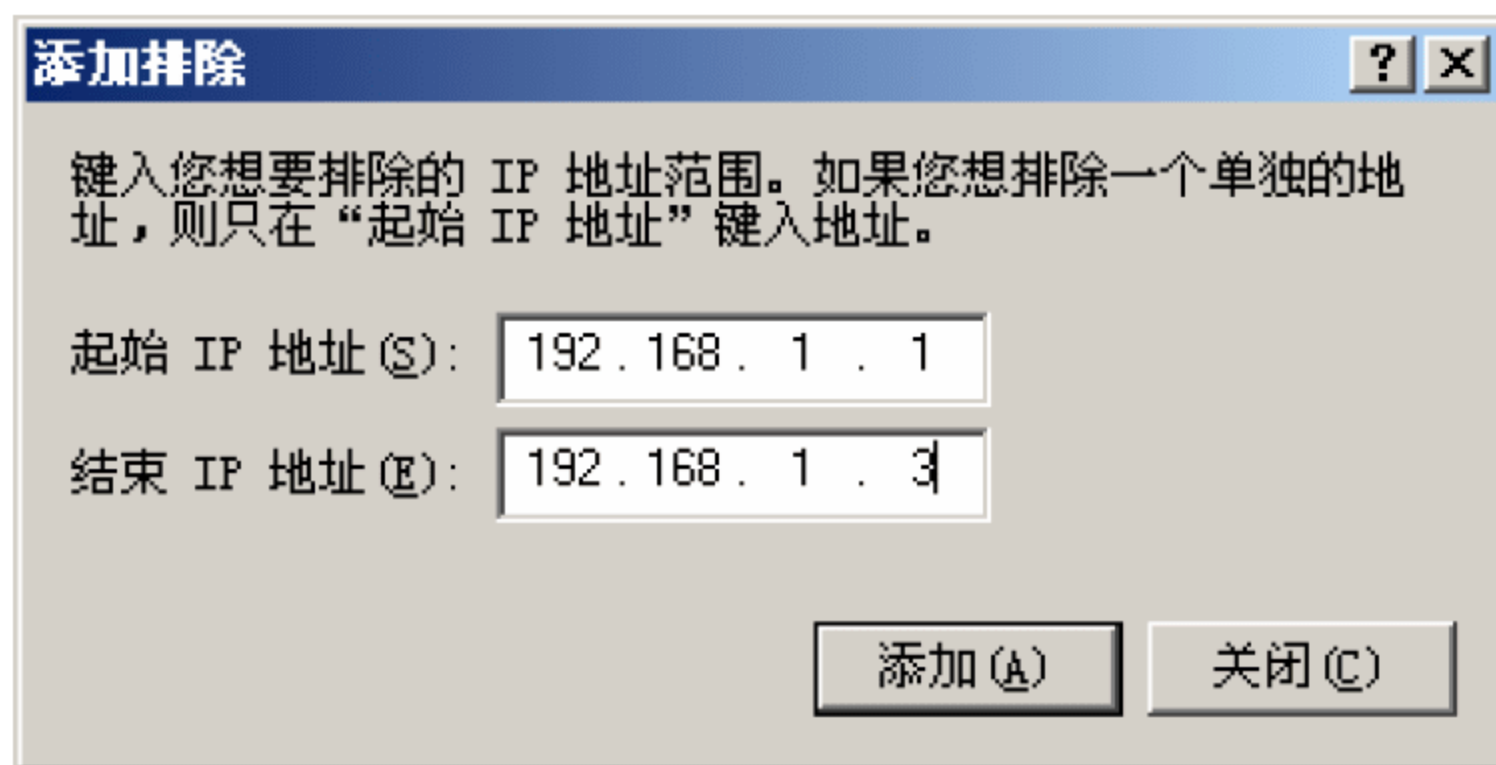 添加排除
键入您想要排除的 IP 地址范围。如果您想排除一个单独的地
址，则只在“起始 IP 地址”键入地址。
起始 IP 地址(S): 192 . 168 . 1 . 1
结束 IP 地址(E): 192 . 168 . 1 . 3
添加(A) 关闭(C)